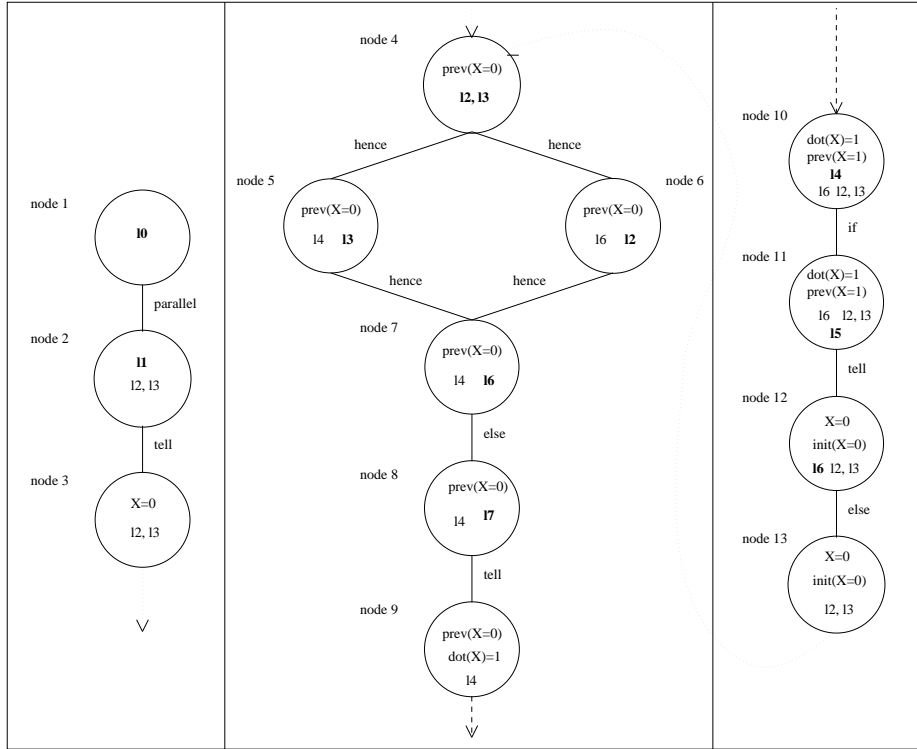 node 1
l0
parallel
node 2
l1
l2, l3
tell
node 3
X=0
l2, l3
node 4
prev(X=0)
l2, l3
hence
hence
node 5
prev(X=0)
l4 l3
node 6
prev(X=0)
l6 l2
hence
hence
node 7
prev(X=0)
l4 l6
else
node 8
prev(X=0)
l4 l7
tell
node 9
prev(X=0)
dot(X)=1
l4
node 10
dot(X)=1
prev(X=1)
l4
l6 l2, l3
if
node 11
dot(X)=1
prev(X=1)
l6 l2, l3
l5
tell
node 12
X=0
init(X=0)
l6 l2, l3
else
node 13
X=0
init(X=0)
l2, l3